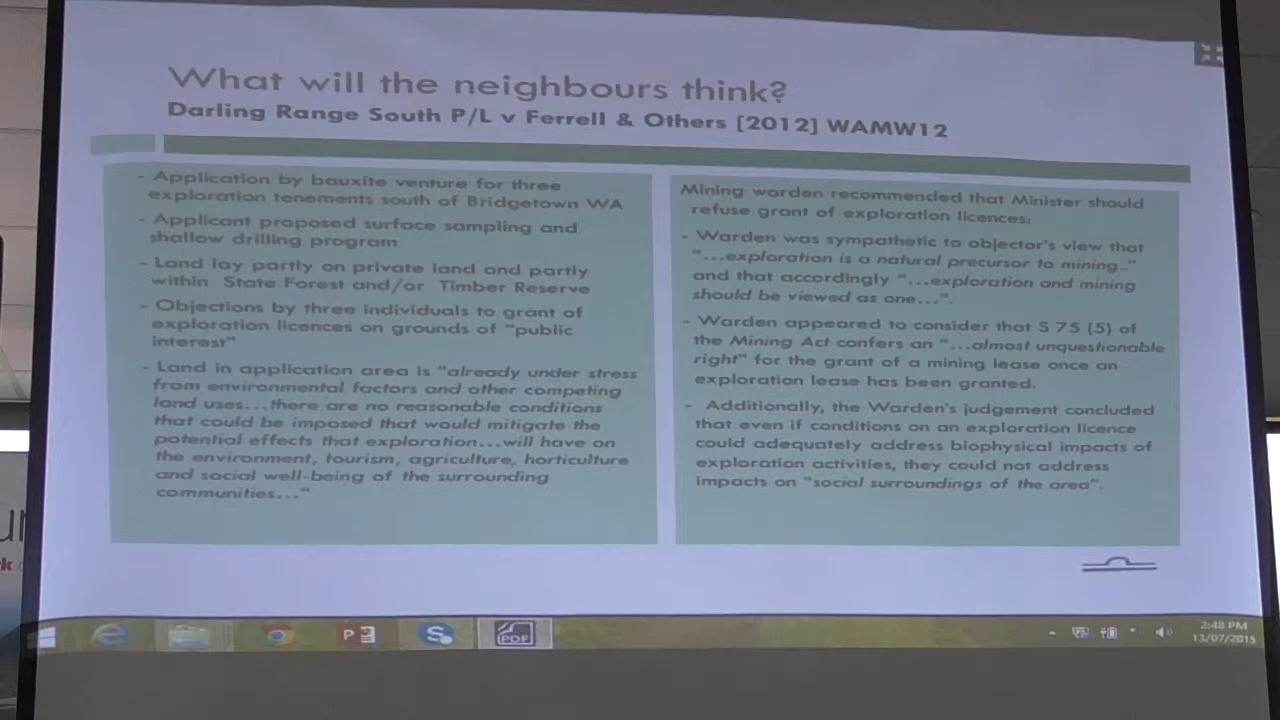 What will the neighbours think?
Darling Range South P/L v Ferrell & Others [2012] WAMW12
- Application by bauxite venture for three
exploration tenements south of Bridgetown WA
- Applicant proposed surface sampling and
shallow drilling program
- Land lay partly on private land and partly
within State Forest and/or Timber Reserve
- Objections by three individuals to grant of
exploration licences on grounds of "public
interest"
- Land in application area is "already under stress
from environmental factors and other competing
land uses...there are no reasonable conditions
that could be imposed that would mitigate the
potential effects that exploration...will have on
the environment, tourism, agriculture, horticulture
and social well-being of the surrounding
communities..."
Mining warden recommended that Minister should
refuse grant of exploration licences:
- Warden was sympathetic to objector's view that
"...exploration is a natural precursor to mining.."
and that accordingly "...exploration and mining
should be viewed as one...".
- Warden appeared to consider that S 75 (5) of
the Mining Act confers an "...almost unquestionable
right" for the grant of a mining lease once an
exploration lease has been granted.
- Additionally, the Warden's judgement concluded
that even if conditions on an exploration licence
could adequately address biophysical impacts of
exploration activities, they could not address
impacts on "social surroundings of the area".
PDF
2:48 PM
13/07/2015